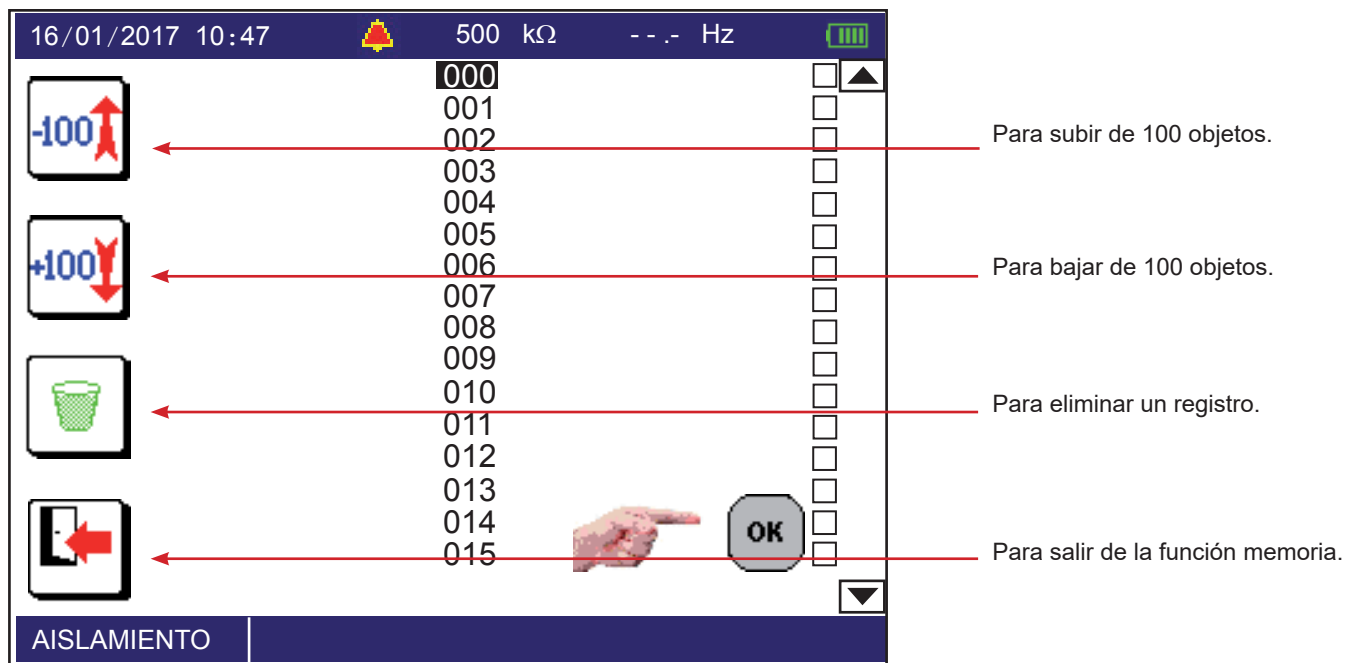 16/01/2017 10:47 500 kΩ - - .- Hz
000
001
-100
002
Para subir de 100 objetos.
003
004
005
+100
006
Para bajar de 100 objetos.
007
008
009
010
Para eliminar un registro.
011
012
013
014
OK
015
Para salir de la función memoria.
AISLAMIENTO